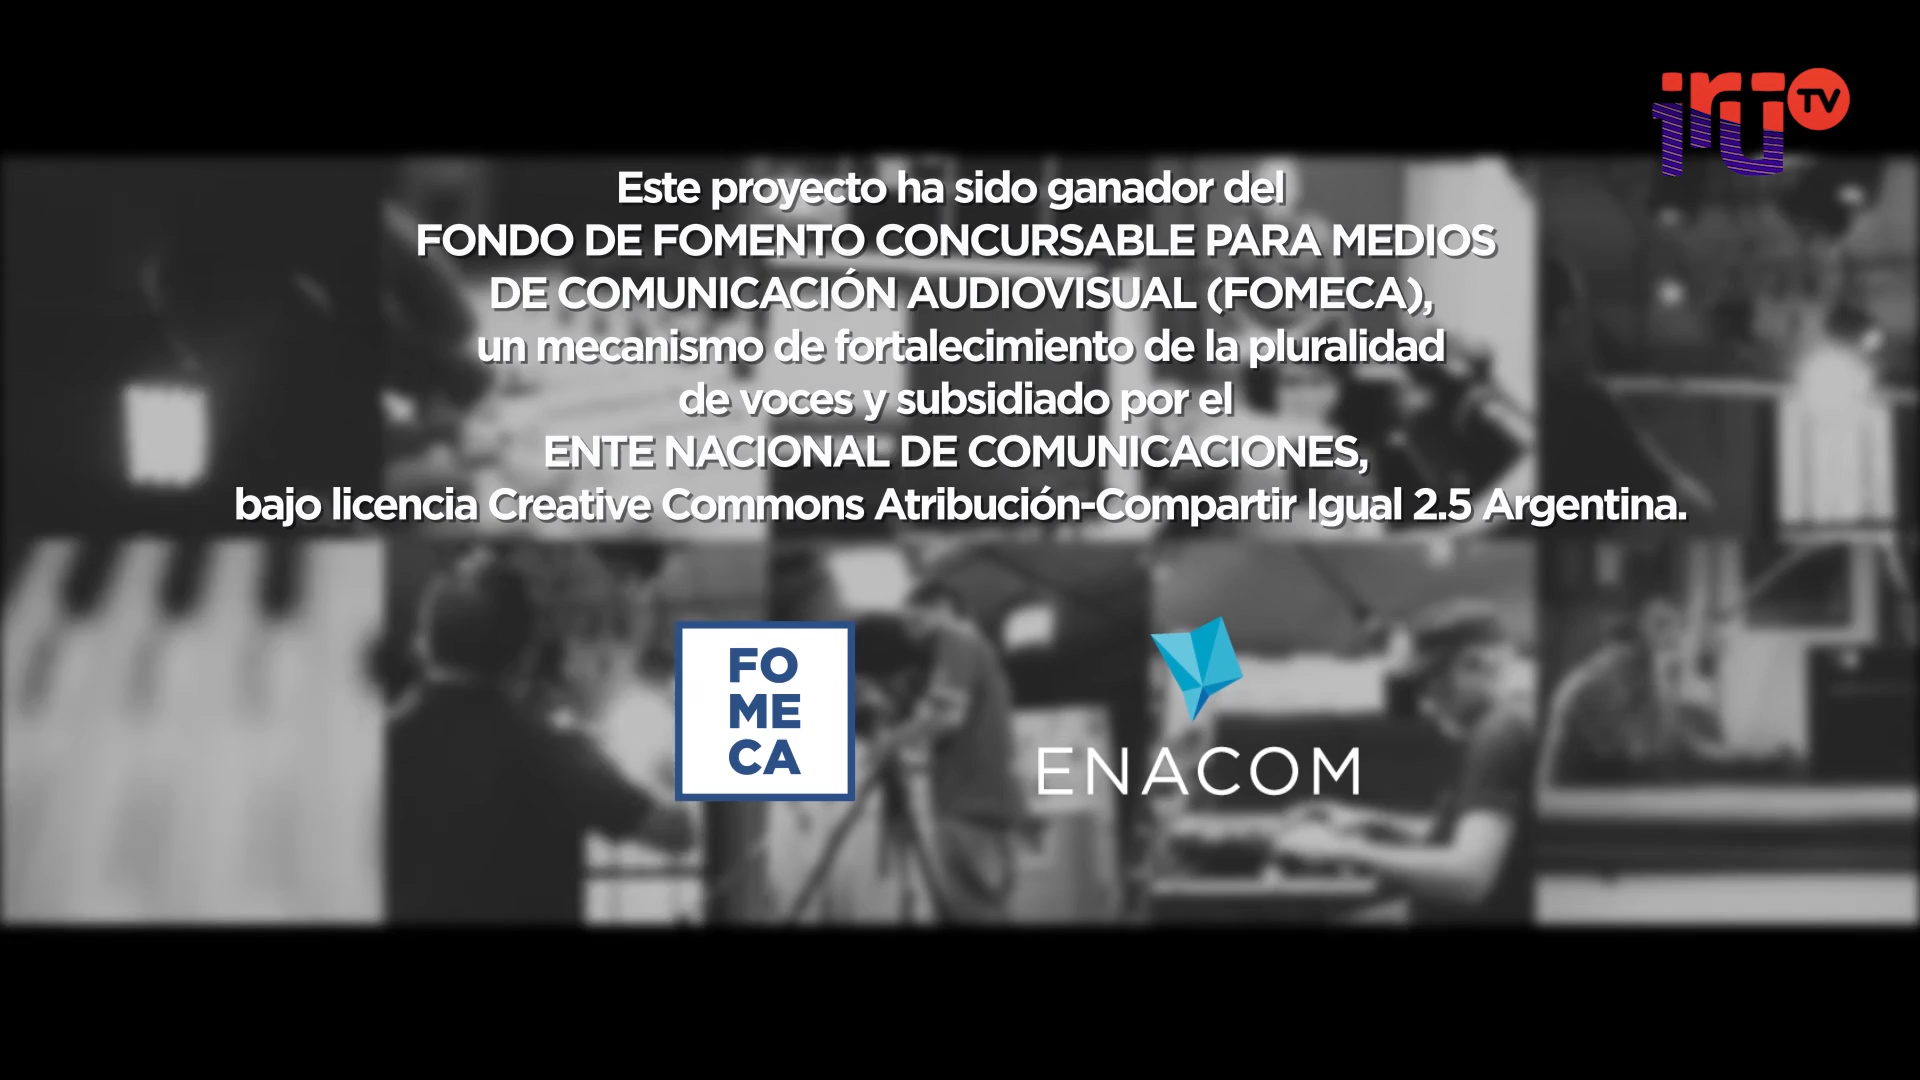 irú TV
Este proyecto ha sido ganador del
FONDO DE FOMENTO CONCURSABLE PARA MEDIOS
DE COMUNICACIÓN AUDIOVISUAL (FOMECA),
un mecanismo de fortalecimiento de la pluralidad
de voces y subsidiado por el
ENTE NACIONAL DE COMUNICACIONES,
bajo licencia Creative Commons Atribución-Compartir Igual 2.5 Argentina.
FO
ME
CA
ENACOM